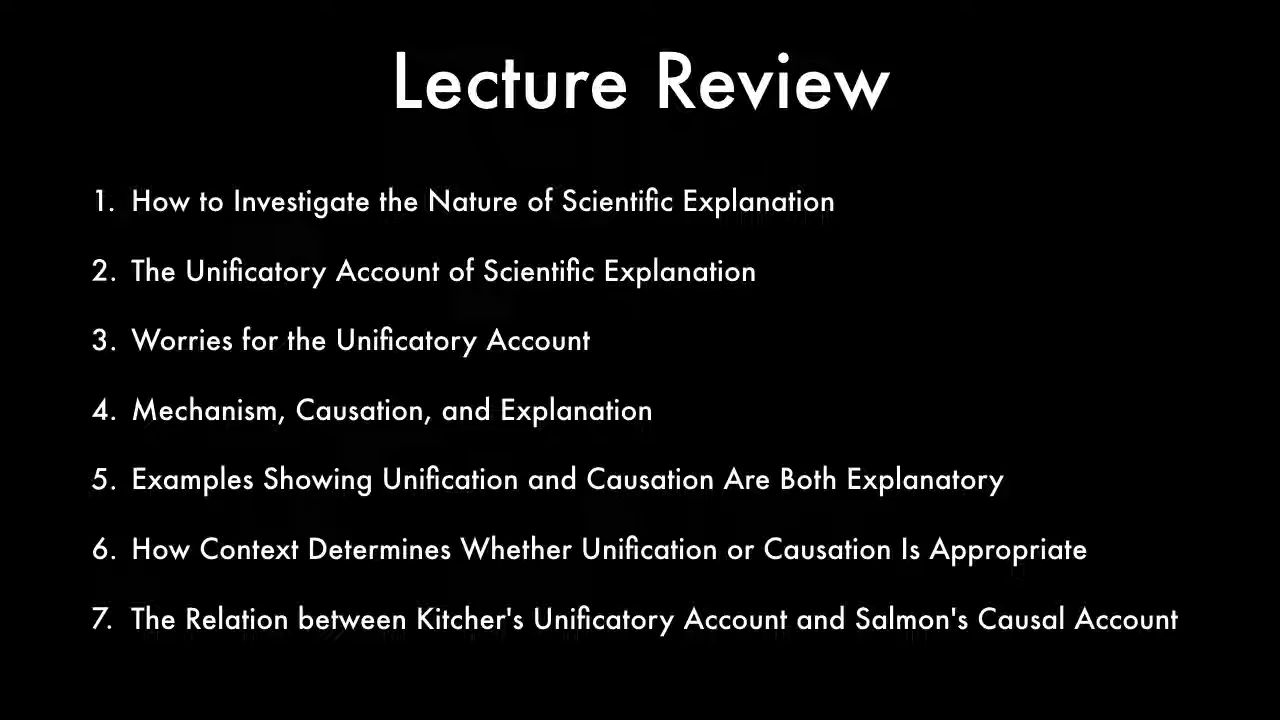 Lecture Review
1. How to Investigate the Nature of Scientific Explanation
2. The Unificatory Account of Scientific Explanation
3. Worries for the Unificatory Account
4. Mechanism, Causation, and Explanation
5. Examples Showing Unification and Causation Are Both Explanatory
6. How Context Determines Whether Unification or Causation Is Appropriate
7. The Relation between Kitcher's Unificatory Account and Salmon's Causal Account